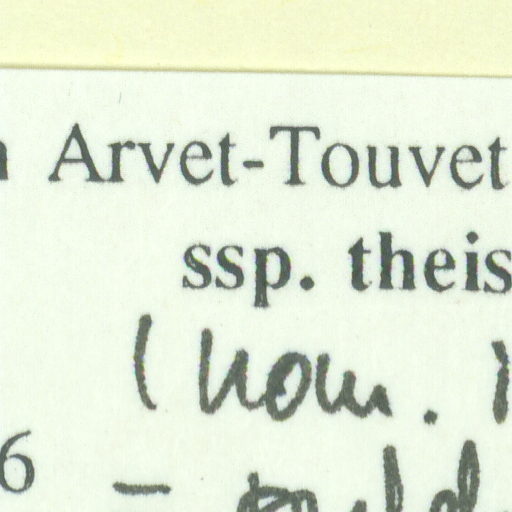 Arvet-Touvet
ssp. theis
(nom.
6 –